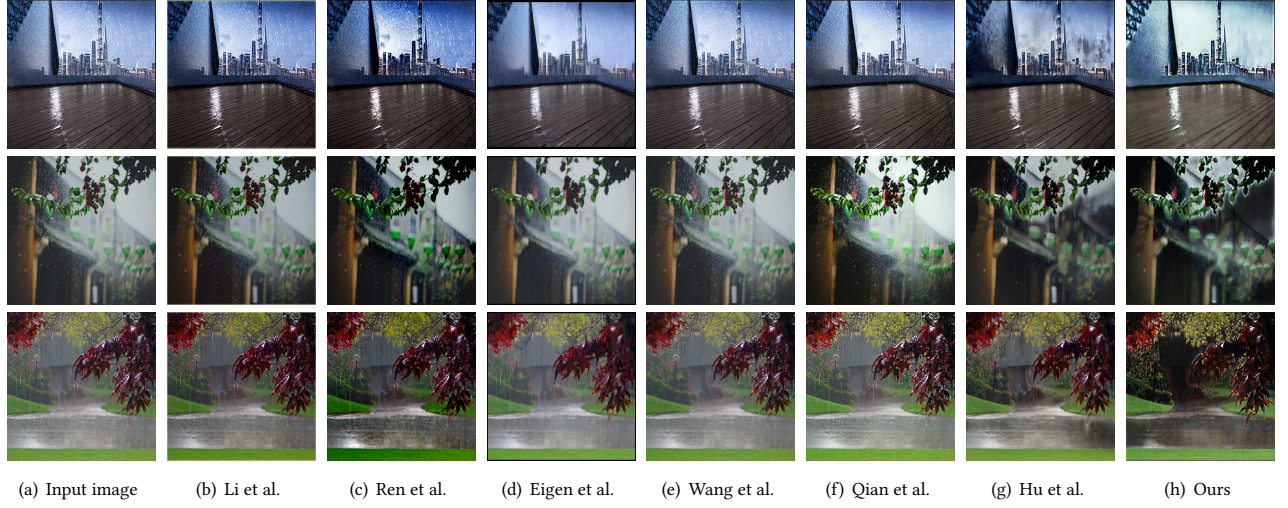 (a) Input image (b) Li et al. (c) Ren et al. (d) Eigen et al. (e) Wang et al. (f) Qian et al. (g) Hu et al. (h) Ours